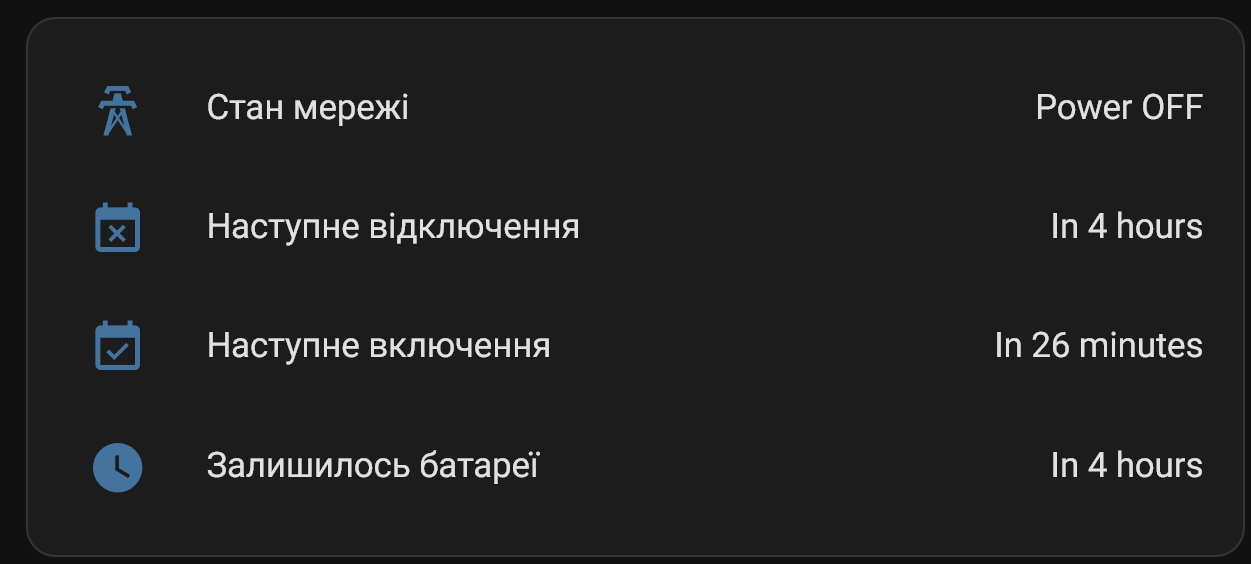 Стан мережі Power OFF
Наступне відключення In 4 hours
Наступне включення In 26 minutes
Залишилось батареї In 4 hours